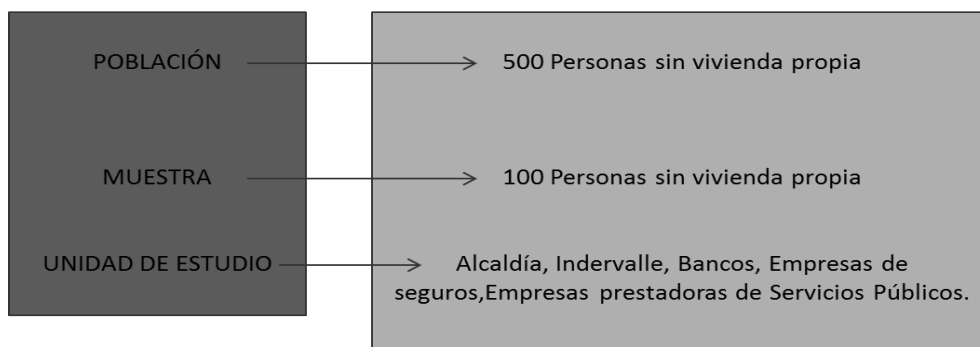 POBLACIÓN
500 Personas sin vivienda propia
MUESTRA
100 Personas sin vivienda propia
UNIDAD DE ESTUDIO
Alcaldía, Indervalle, Bancos, Empresas de
seguros,Empresas prestadoras de Servicios Públicos.